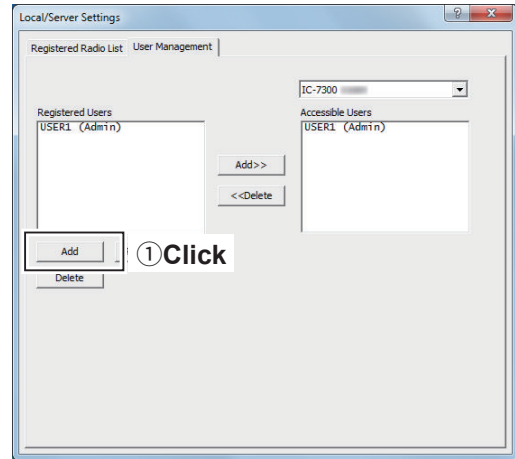 Local/Server Settings
Registered Radio List User Management
IC-7300
Registered Users Accessible Users
USER1 (Admin) USER1 (Admin)
Add>>
<<Delete
Add ①Click
Delete